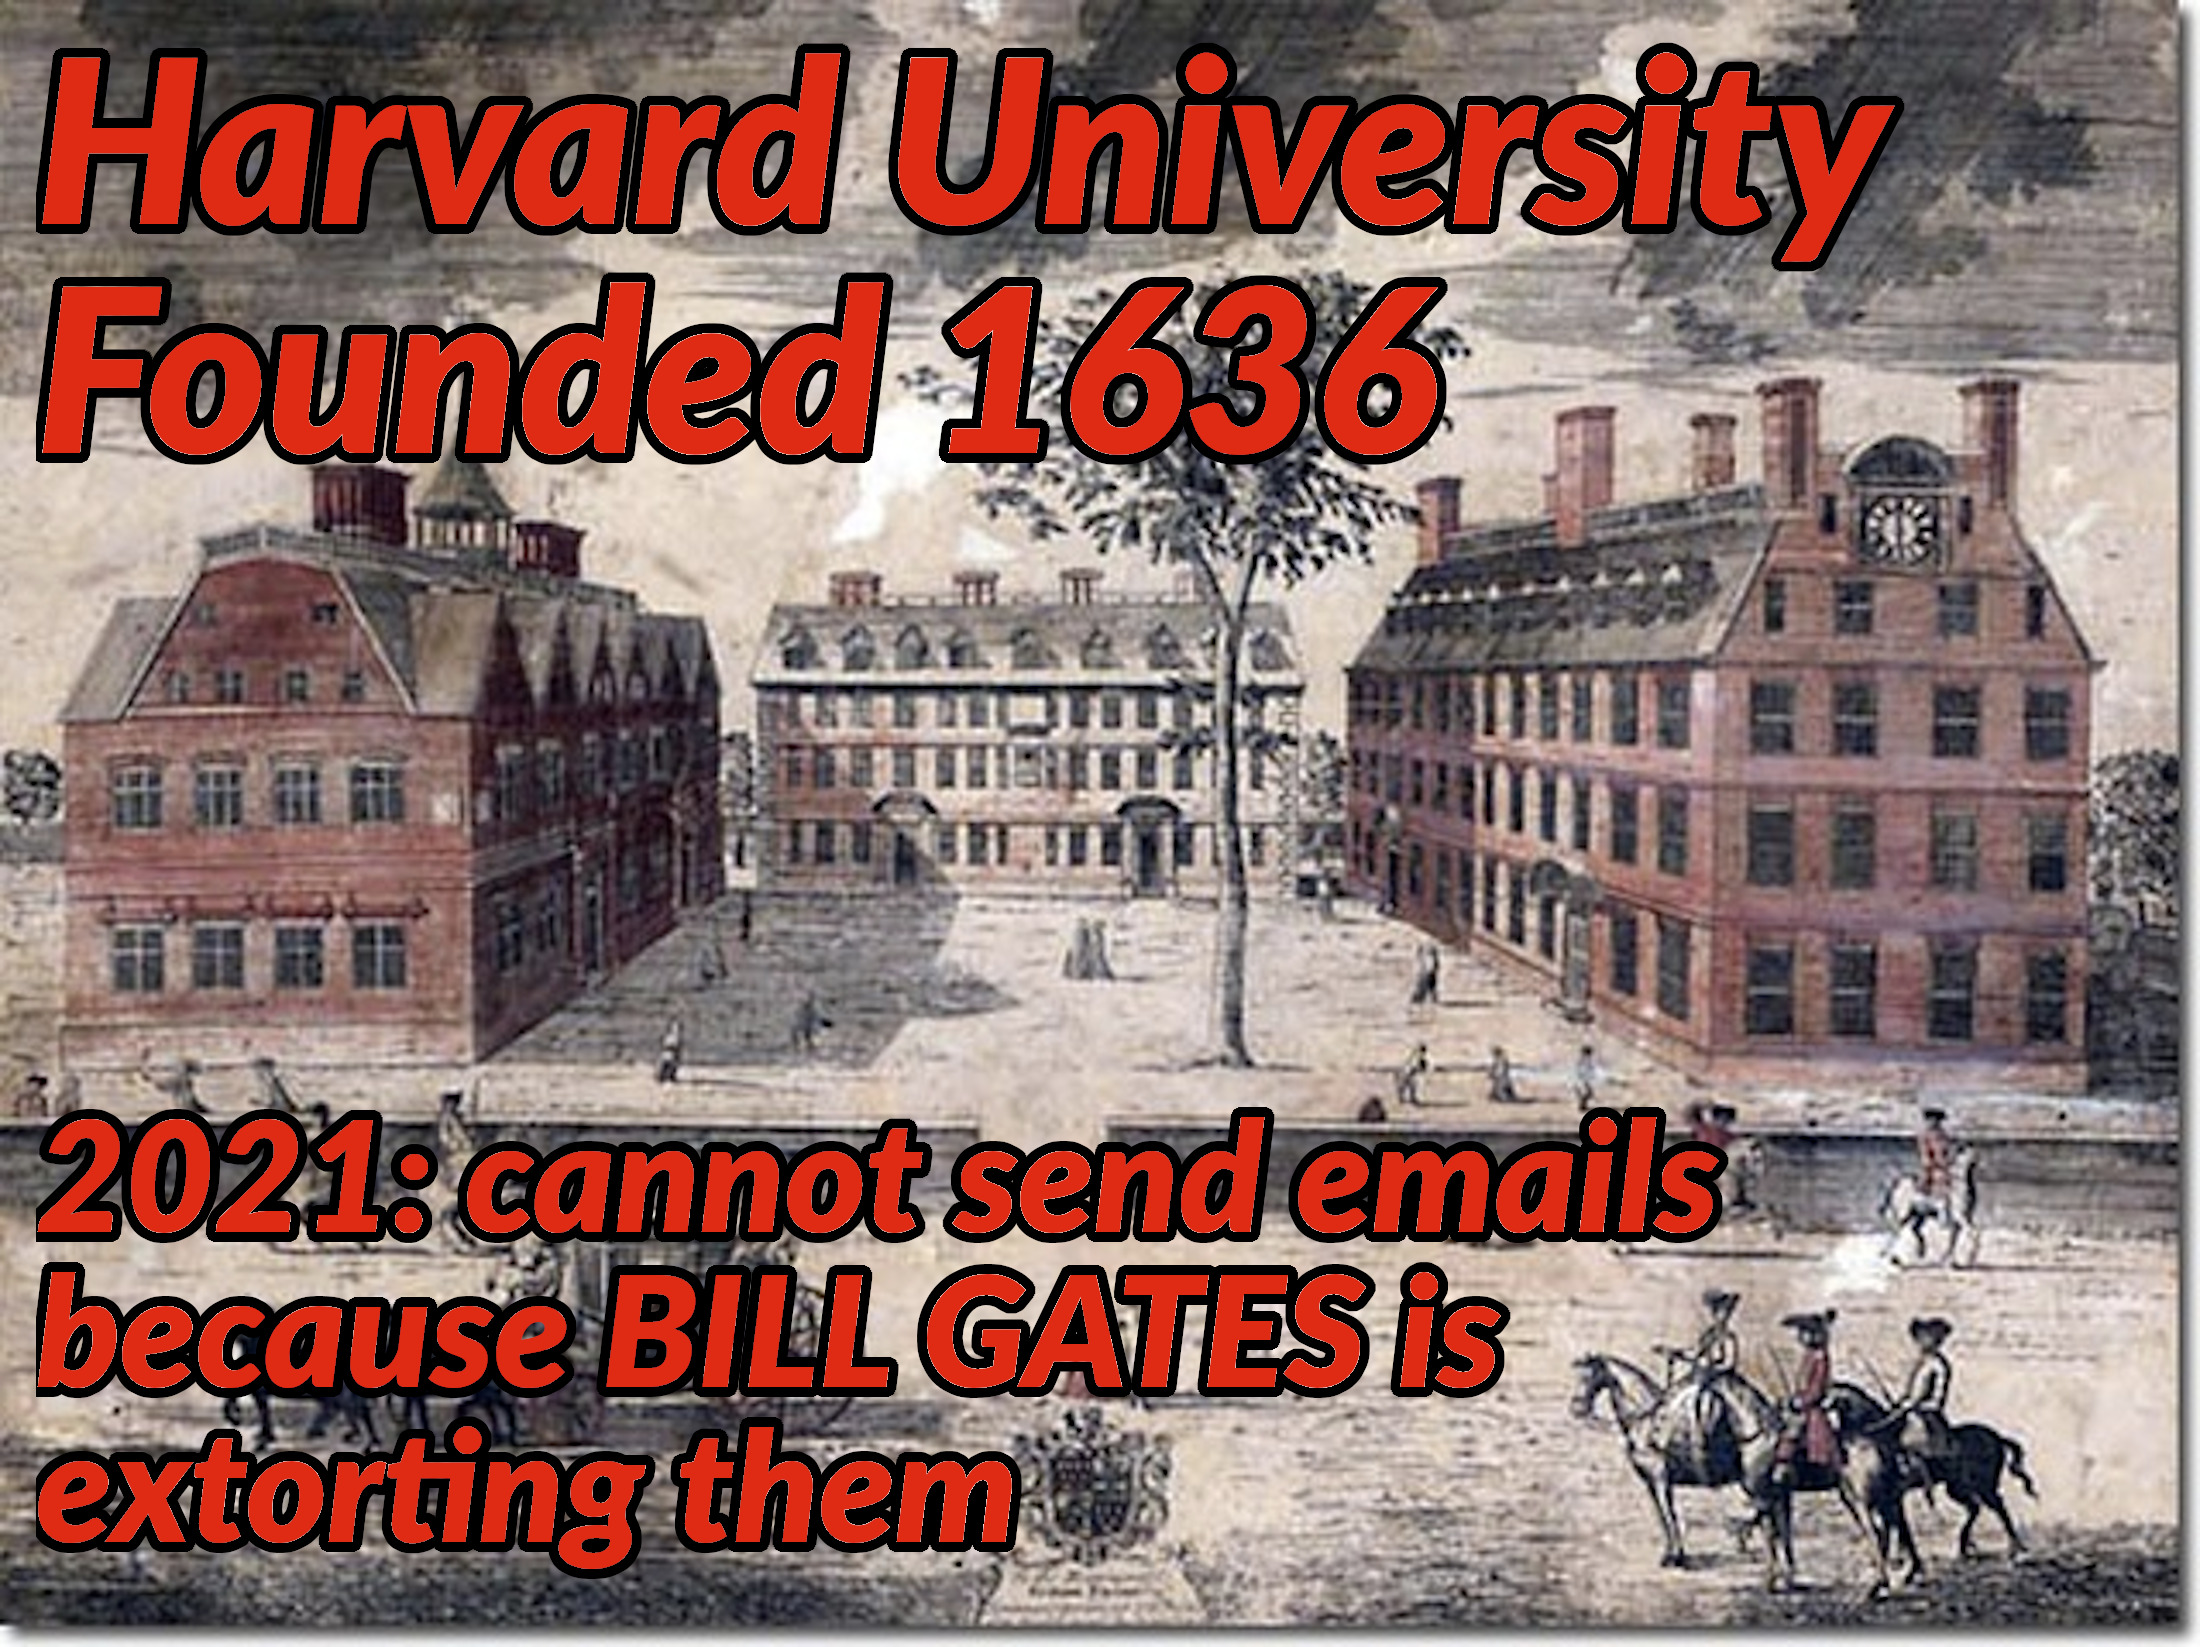 Harvard University
Founded 1636
2021: cannot send emails
because BILL GATES is
extorting them